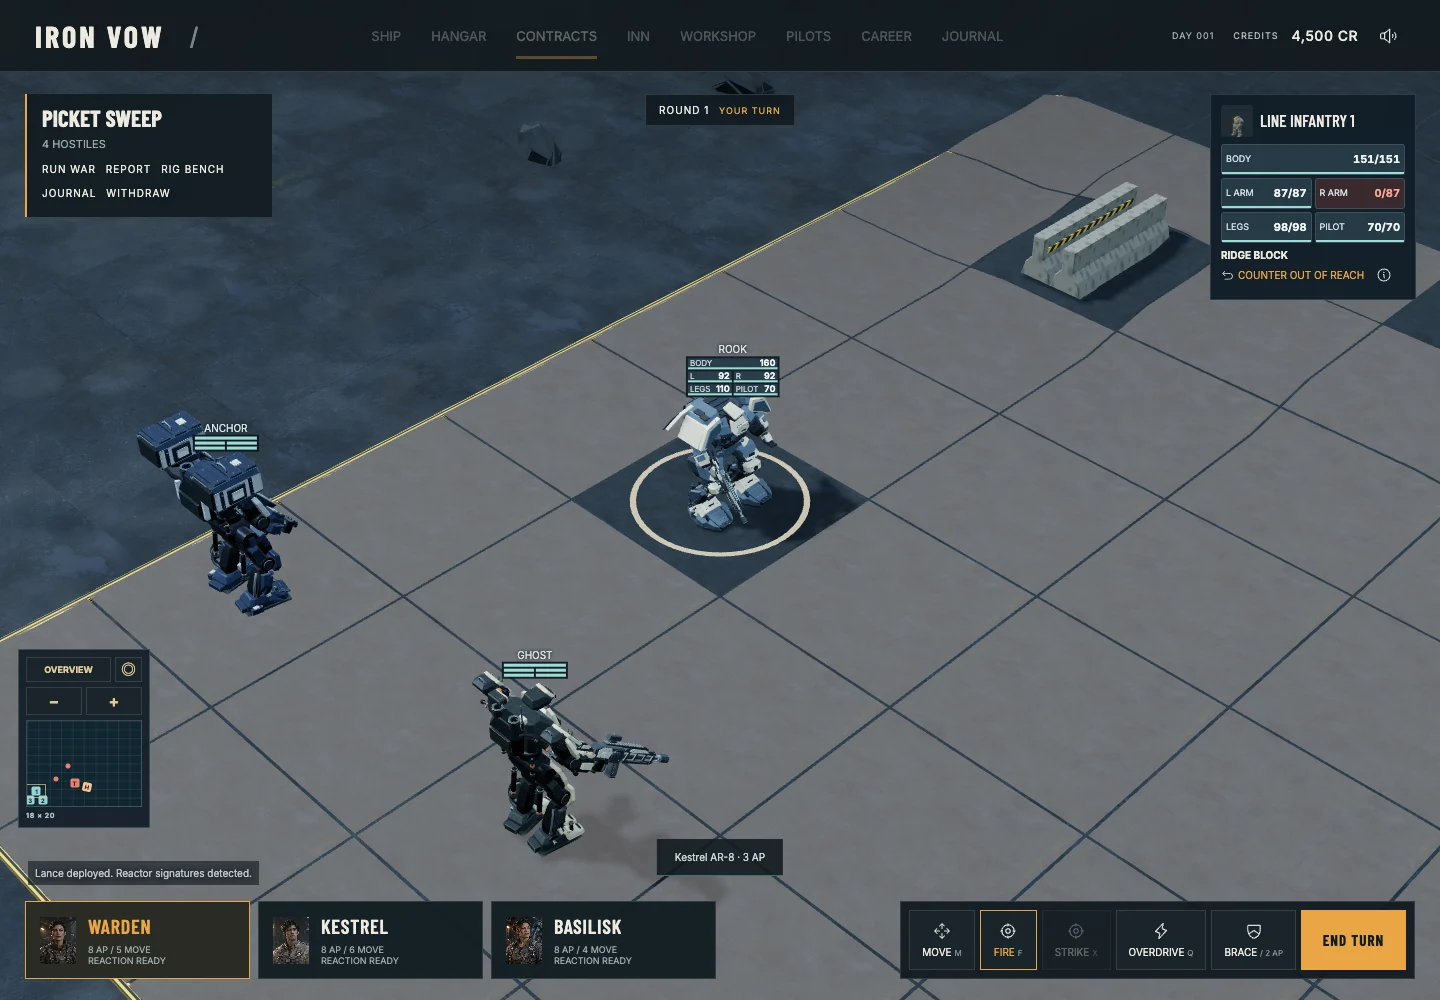 IRON VOW /
SHIP HANGAR CONTRACTS INN WORKSHOP PILOTS CAREER JOURNAL
DAY 001 CREDITS 4,500 CR
PICKET SWEEP
4 HOSTILES
RUN WAR REPORT RIG BENCH
JOURNAL WITHDRAW
ROUND 1 YOUR TURN
LINE INFANTRY 1
BODY 151/151
L ARM 87/87 R ARM 0/87
LEGS 98/98 PILOT 70/70
RIDGE BLOCK
COUNTER OUT OF REACH
ROOK
BODY 160
L 92 R 92
LEGS 110 PILOT 70
ANCHOR
GHOST
OVERVIEW
− +
1
3 2
T H
18 × 20
Kestrel AR-8 · 3 AP
Lance deployed. Reactor signatures detected.
WARDEN
8 AP / 5 MOVE
REACTION READY
KESTREL
8 AP / 6 MOVE
REACTION READY
BASILISK
8 AP / 4 MOVE
REACTION READY
MOVE M
FIRE F
STRIKE X
OVERDRIVE Q
BRACE / 2 AP
END TURN